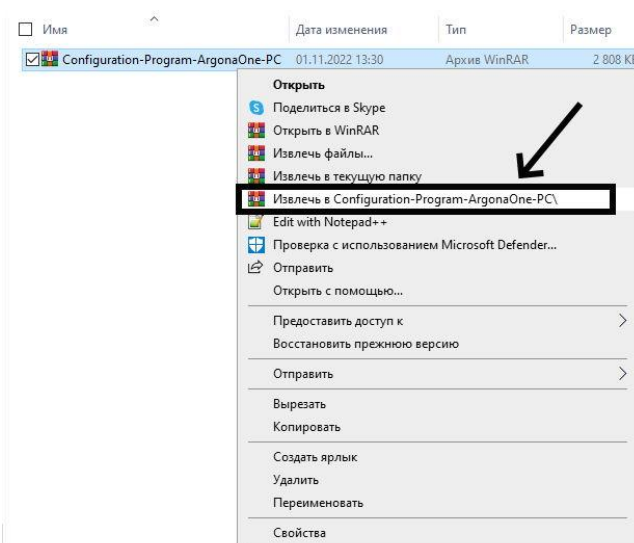 Имя Дата изменения Тип Размер
Configuration-Program-ArgonaOne-PC 01.11.2022 13:30 Архив WinRAR 2 808 К
Открыть
Поделиться в Skype
Открыть в WinRAR
Извлечь файлы...
Извлечь в текущую папку
Извлечь в Configuration-Program-ArgonaOne-PC\
Edit with Notepad++
Проверка с использованием Microsoft Defender...
Отправить
Открыть с помощью...
Предоставить доступ к
Восстановить прежнюю версию
Отправить
Вырезать
Копировать
Создать ярлык
Удалить
Переименовать
Свойства